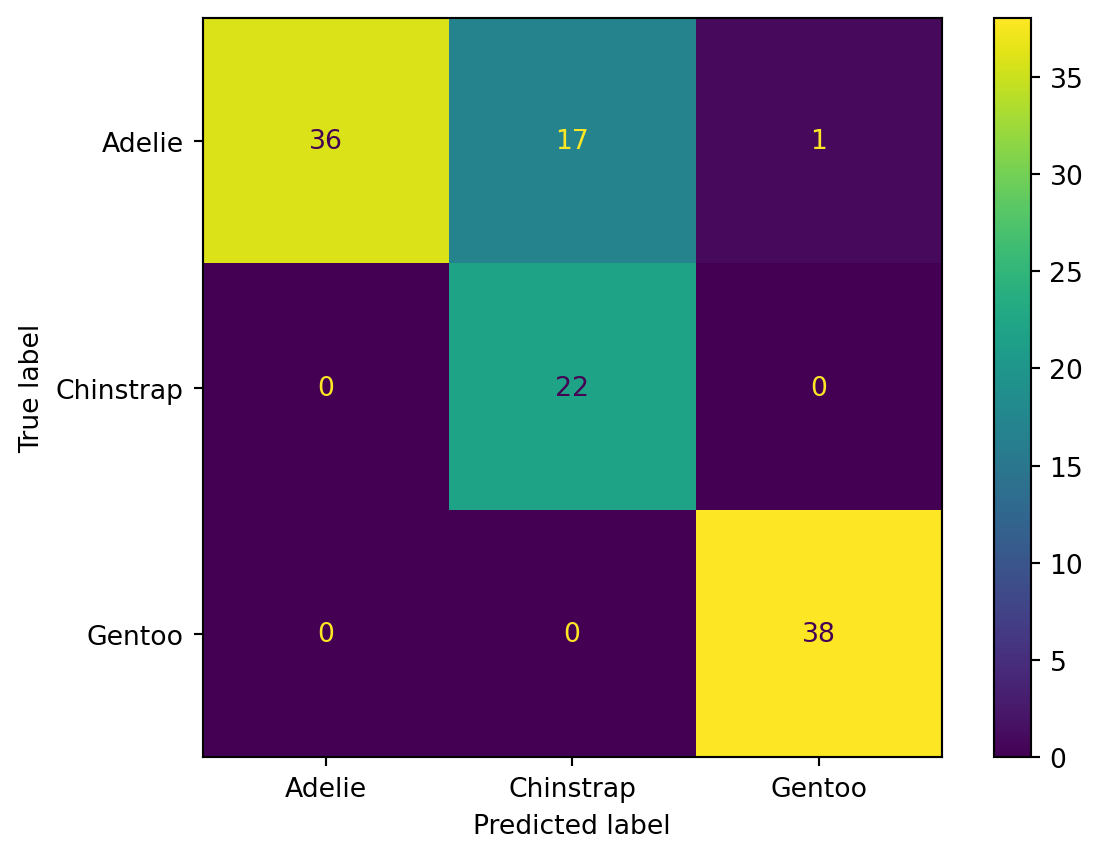 True label
Adelie
Chinstrap
Gentoo
36 17 1
0 22 0
0 0 38
Adelie Chinstrap Gentoo
Predicted label
35
30
25
20
15
10
5
0